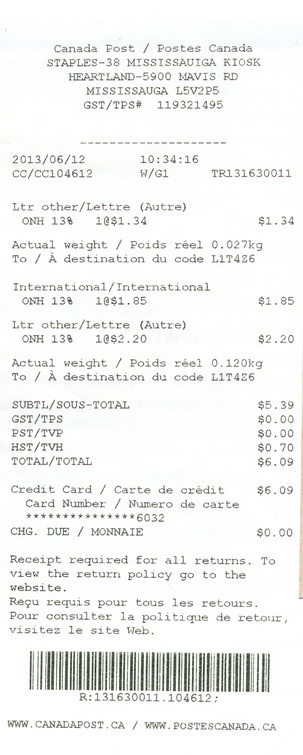 Canada Post / Postes Canada
STAPLES-38 MISSISSAUIGA KIOSK
HEARTLAND-5900 MAVIS RD
MISSISSAUGA L5V2P5
GST/TPS# 119321495
--------------------
2013/06/12 10:34:16
CC/CC104612 W/G1 TR131630011
Ltr other/Lettre (Autre)
ONH 13% 1@$1.34 $1.34
Actual weight / Poids réel 0.027kg
To / À destination du code L1T4Z6
International/International
ONH 13% 1@$1.85 $1.85
Ltr other/Lettre (Autre)
ONH 13% 1@$2.20 $2.20
Actual weight / Poids réel 0.120kg
To / À destination du code L1T4Z6
SUBTL/SOUS-TOTAL $5.39
GST/TPS $0.00
PST/TVP $0.00
HST/TVH $0.70
TOTAL/TOTAL $6.09
Credit Card / Carte de crédit $6.09
Card Number / Numero de carte
***************6032
CHG. DUE / MONNAIE $0.00
Receipt required for all returns. To
view the return policy go to the
website.
Reçu requis pour tous les retours.
Pour consulter la politique de retour,
visitez le site Web.
R:131630011.104612;
WWW.CANADAPOST.CA / WWW.POSTESCANADA.CA